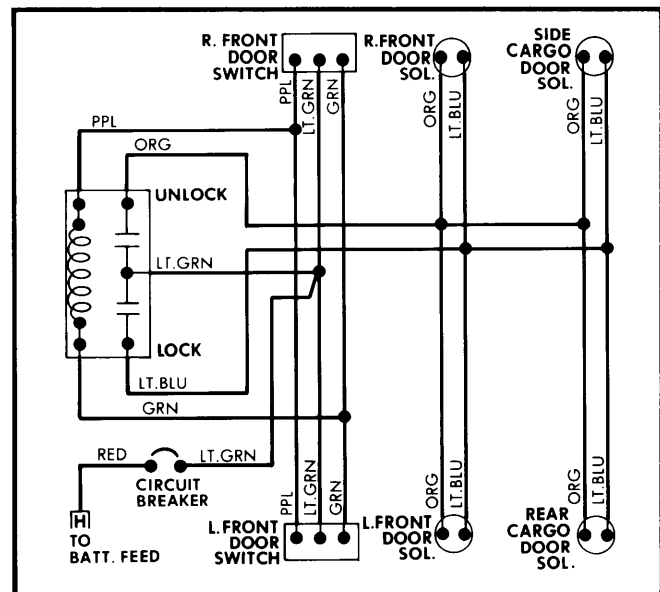 R. FRONT
DOOR
SWITCH
R.FRONT
DOOR
SOL.
SIDE
CARGO
DOOR
SOL.
PPL
LT.GRN
GRN
ORG
LT.BLU
ORG
LT.BLU
PPL
ORG
UNLOCK
LT.GRN
LOCK
LT.BLU
GRN
RED
LT.GRN
CIRCUIT
BREAKER
H
TO
BATT. FEED
PPL
LT.GRN
GRN
L.FRONT
DOOR
SWITCH
ORG
LT.BLU
L.FRONT
DOOR
SOL.
ORG
LT.BLU
REAR
CARGO
DOOR
SOL.